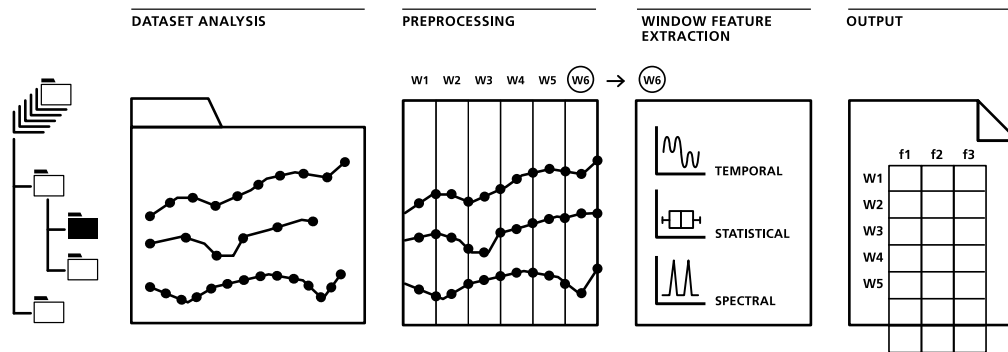 DATASET ANALYSIS
PREPROCESSING
WINDOW FEATURE
EXTRACTION
OUTPUT
W1 W2 W3 W4 W5 W6 → W6
TEMPORAL
STATISTICAL
SPECTRAL
f1 f2 f3
W1
W2
W3
W4
W5